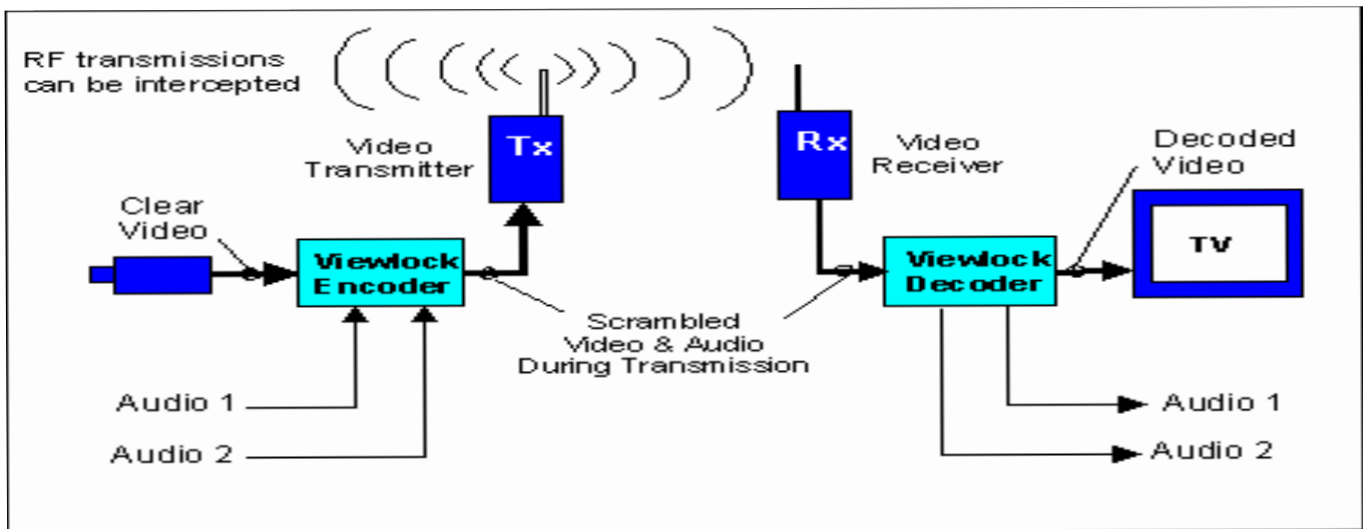 RF transmissions
can be intercepted
Video
Transmitter
Tx
Rx
Video
Receiver
Decoded
Video
Clear
Video
Viewlock
Encoder
Viewlock
Decoder
TV
Scrambled
Video & Audio
During Transmission
Audio 1
Audio 2
Audio 1
Audio 2